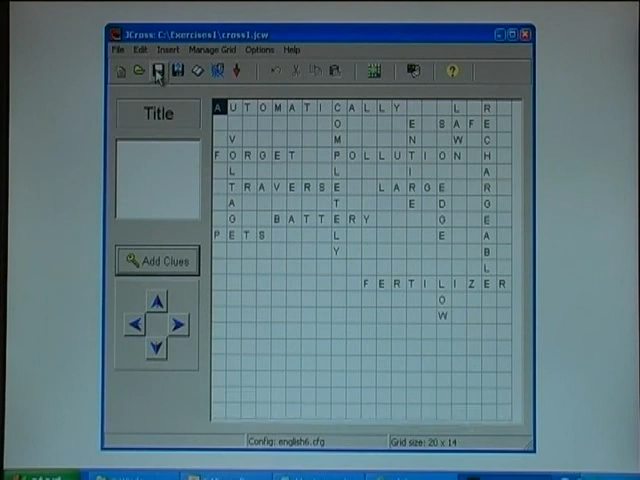 JCross: C:\Exercises1\cross1.jcw
File Edit Insert Manage Grid Options Help
Title
A U T O M A T I C A L L Y L R
O E S A F E
V M N W C
F O R G E T P O L L U T I O N H
L L I A
T R A V E R S E L A R G E R
A T E D G
G B A T T E R Y G E
P E T S L E A
Y B
L
F E R T I L I Z E R
O
W
Add Clues
Config: english6.cfg Grid size: 20 x 14
start